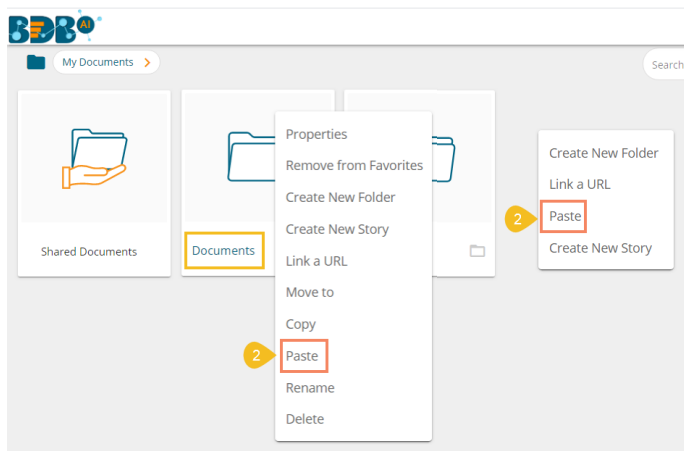 BDB AI
My Documents >
Search
Shared Documents
Documents
Properties
Remove from Favorites
Create New Folder
Create New Story
Link a URL
Move to
Copy
2 Paste
Rename
Delete
Create New Folder
Link a URL
2 Paste
Create New Story